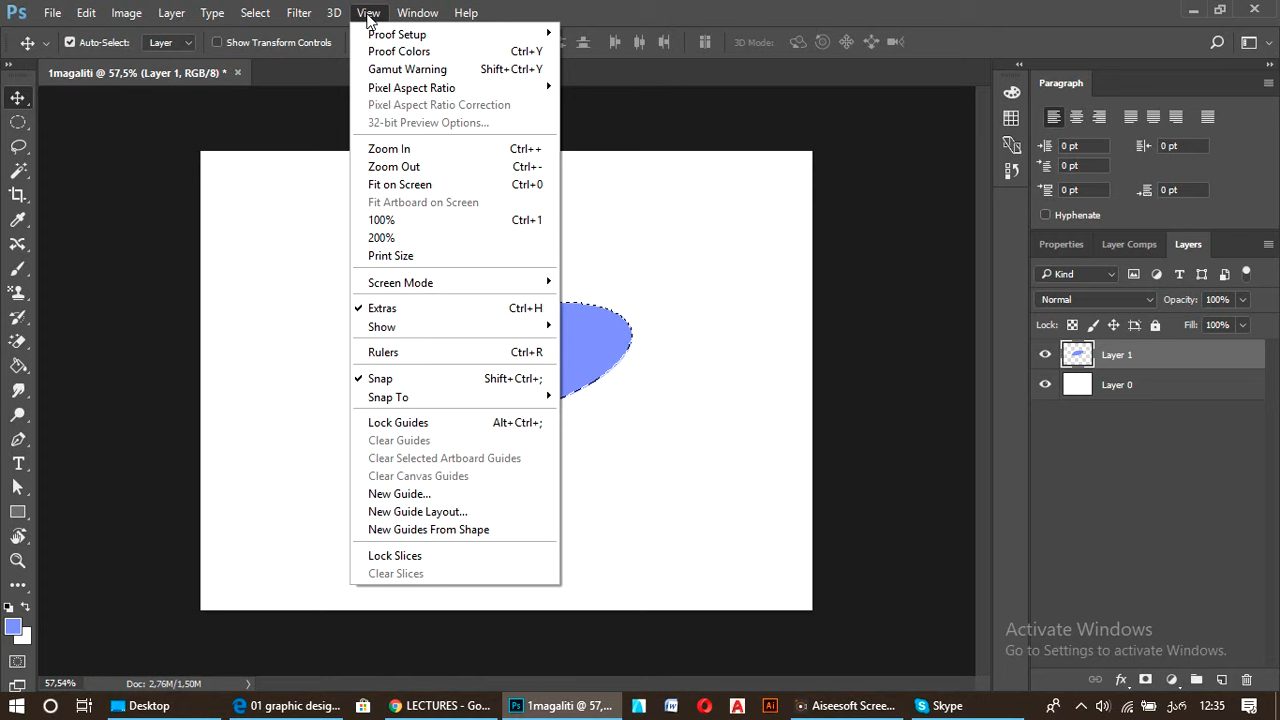 Ps File Edit Image Layer Type Select Filter 3D View Window Help
Auto-Select: Layer Show Transform Controls 3D Mode:
1magaliti @ 57,5% (Layer 1, RGB/8) *
Proof Setup
Proof Colors Ctrl+Y
Gamut Warning Shift+Ctrl+Y
Pixel Aspect Ratio
Pixel Aspect Ratio Correction
32-bit Preview Options...
Zoom In Ctrl++
Zoom Out Ctrl+-
Fit on Screen Ctrl+0
Fit Artboard on Screen
100% Ctrl+1
200%
Print Size
Screen Mode
Extras Ctrl+H
Show
Rulers Ctrl+R
Snap Shift+Ctrl+;
Snap To
Lock Guides Alt+Ctrl+;
Clear Guides
Clear Selected Artboard Guides
Clear Canvas Guides
New Guide...
New Guide Layout...
New Guides From Shape
Lock Slices
Clear Slices
Paragraph
0 pt 0 pt
0 pt
0 pt 0 pt
Hyphenate
Properties Layer Comps Layers
Kind
Normal Opacity: 100%
Lock: Fill: 100%
Layer 1
Layer 0
Activate Windows
Go to Settings to activate Windows.
57,54% Doc: 2,76M/1,50M
Desktop 01 graphic desig... LECTURES - Go... Ps 1magaliti @ 57,... Ai Aiseesoft Scree... Skype ENG 12:53